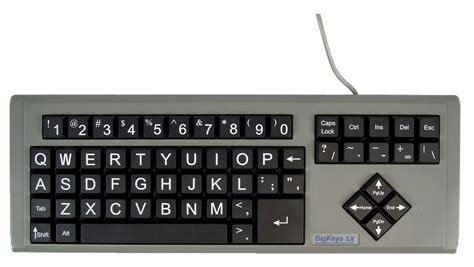 ! 1 @ 2 # 3 $ 4 % 5 ^ 6 & 7 * 8 ( 9 ) 0
Caps Lock Ctrl Ins Del Esc
Q W E R T Y U I O P ←
A S D F G H J K L : ; " '
Tab Z X C V B N M < ,
Shift Alt > .
PgUp
Home End
PgDn
BigKeys LX